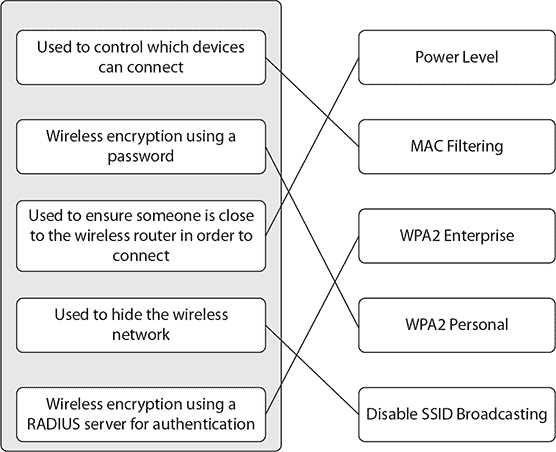 Used to control which devices
can connect
Power Level
Wireless encryption using a
password
MAC Filtering
Used to ensure someone is close
to the wireless router in order to
connect
WPA2 Enterprise
Used to hide the wireless
network
WPA2 Personal
Wireless encryption using a
RADIUS server for authentication
Disable SSID Broadcasting